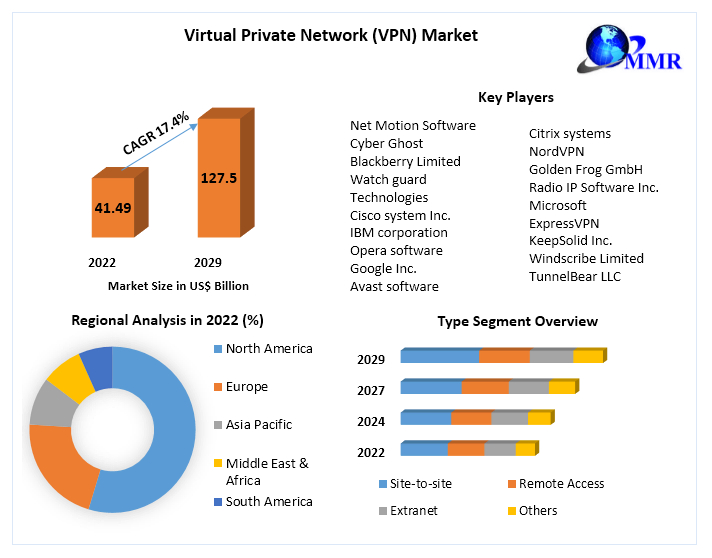 Virtual Private Network (VPN) Market
MMR
CAGR 17.4%
41.49
127.5
2022
2029
Market Size in US$ Billion
Key Players
Net Motion Software
Cyber Ghost
Blackberry Limited
Watch guard
Technologies
Cisco system Inc.
IBM corporation
Opera software
Google Inc.
Avast software
Citrix systems
NordVPN
Golden Frog GmbH
Radio IP Software Inc.
Microsoft
ExpressVPN
KeepSolid Inc.
Windscribe Limited
TunnelBear LLC
Regional Analysis in 2022 (%)
North America
Europe
Asia Pacific
Middle East &
Africa
South America
Type Segment Overview
2029
2027
2024
2022
Site-to-site
Remote Access
Extranet
Others